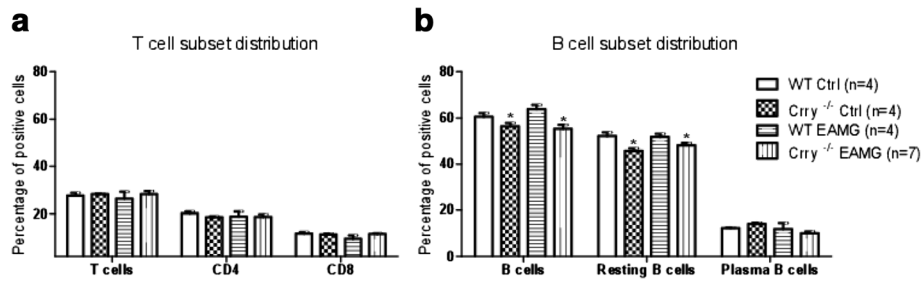 a
b
T cell subset distribution
B cell subset distribution
Percentage of positive cells
80
60
40
20
T cells
CD4
CD8
Percentage of positive cells
80
60
40
20
0
*
*
*
*
B cells
Resting B cells
Plasma B cells
WT Ctrl (n=4)
Crry -/- Ctrl (n=4)
WT EAMG (n=4)
Crry -/- EAMG (n=7)